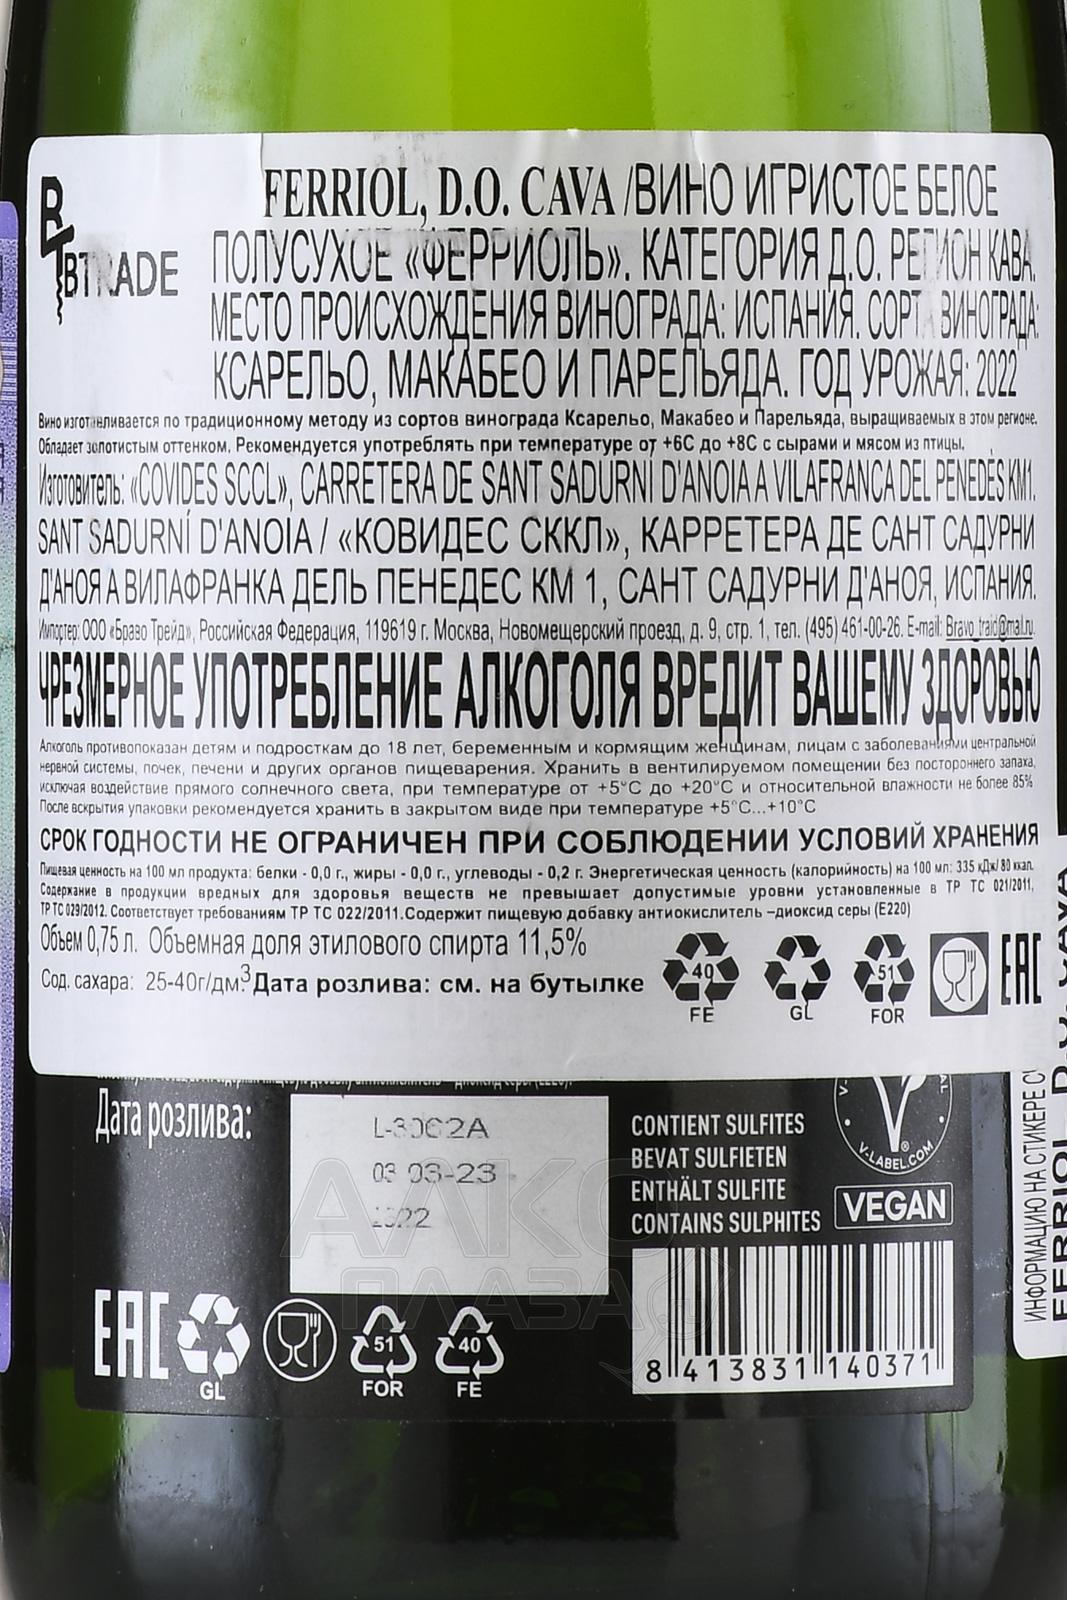 BTRADE
FERRIOL, D.O. CAVA /ВИНО ИГРИСТОЕ БЕЛОЕ
ПОЛУСУХОЕ «ФЕРРИОЛЬ». КАТЕГОРИЯ Д.О. РЕГИОН КАВА.
МЕСТО ПРОИСХОЖДЕНИЯ ВИНОГРАДА: ИСПАНИЯ. СОРТА ВИНОГРАДА:
КСАРЕЛЬО, МАКАБЕО И ПАРЕЛЬЯДА. ГОД УРОЖАЯ: 2022
Вино изготавливается по традиционному методу из сортов винограда Ксарельо, Макабео и Парельяда, выращиваемых в этом регионе.
Обладает золотистым оттенком. Рекомендуется употреблять при температуре от +6С до +8С с сырами и мясом из птицы.
Изготовитель: «COVIDES SCCL», CARRETERA DE SANT SADURNÍ D'ANOIA A VILAFRANCA DEL PENEDÈS KM1.
SANT SADURNÍ D'ANOIA / «КОВИДЕС СККЛ», КАРРЕТЕРА ДЕ САНТ САДУРНИ
Д'АНОЯ А ВИЛАФРАНКА ДЕЛЬ ПЕНЕДЕС КМ 1, САНТ САДУРНИ Д'АНОЯ, ИСПАНИЯ.
Импортер: ООО «Браво Трейд», Российская Федерация, 119619 г. Москва, Новомещерский проезд, д. 9, стр. 1, тел. (495) 461-00-26. E-mail: Bravo_traid@mail.ru
ЧРЕЗМЕРНОЕ УПОТРЕБЛЕНИЕ АЛКОГОЛЯ ВРЕДИТ ВАШЕМУ ЗДОРОВЬЮ
Алкоголь противопоказан детям и подросткам до 18 лет, беременным и кормящим женщинам, лицам с заболеваниями центральной
нервной системы, почек, печени и других органов пищеварения. Хранить в вентилируемом помещении без постороннего запаха,
исключая воздействие прямого солнечного света, при температуре от +5°С до +20°С и относительной влажности не более 85%
После вскрытия упаковки рекомендуется хранить в закрытом виде при температуре +5°С...+10°С
СРОК ГОДНОСТИ НЕ ОГРАНИЧЕН ПРИ СОБЛЮДЕНИИ УСЛОВИЙ ХРАНЕНИЯ
Пищевая ценность на 100 мл продукта: белки - 0,0 г., жиры - 0,0 г., углеводы - 0,2 г. Энергетическая ценность (калорийность) на 100 мл: 335 кДж/ 80 ккал.
Содержание в продукции вредных для здоровья веществ не превышает допустимые уровни установленные в ТР ТС 021/2011,
ТР ТС 029/2012. Соответствует требованиям ТР ТС 022/2011.Содержит пищевую добавку антиокислитель –диоксид серы (Е220)
Объем 0,75 л. Объемная доля этилового спирта 11,5%
Сод. сахара: 25-40г/дм.³ Дата розлива: см. на бутылке
40 FE
GL
51 FOR
EAC
Дата розлива:
L-3062A
03 03-23
CONTIENT SULFITES
BEVAT SULFIETEN
ENTHÄLT SULFITE
CONTAINS SULPHITES
V-LABEL.COM
VEGAN
EAC
GL
51 FOR
40 FE
8 413831 140371
ИНФОРМАЦИЮ НА СТИКЕРЕ
FERRIOL, D.O. CAVA
АЛКО
ПЛАЗА